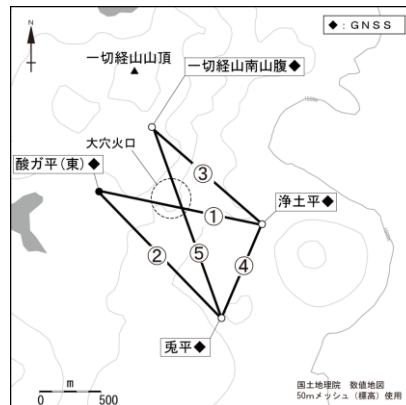 N
◆：GNSS
一切経山山頂
▲
一切経山南山腹◆
大穴火口
酸ガ平(東)◆
③
浄土平◆
①
②
⑤
④
兎平◆
m
0 500
国土地理院 数値地図
50mメッシュ（標高）使用